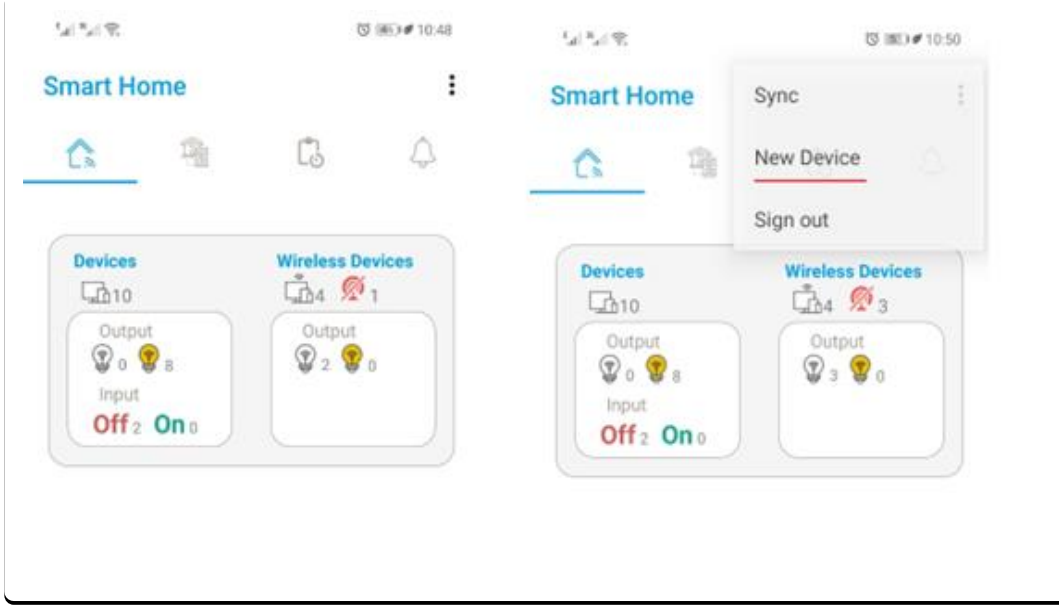 10:48
Smart Home
Devices
Wireless Devices
10
4 1
Output
0 8
Input
Off 2 On 0
Output
2 0
10:50
Smart Home
Sync
New Device
Sign out
Devices
Wireless Devices
10
4 3
Output
0 8
Input
Off 2 On 0
Output
3 0